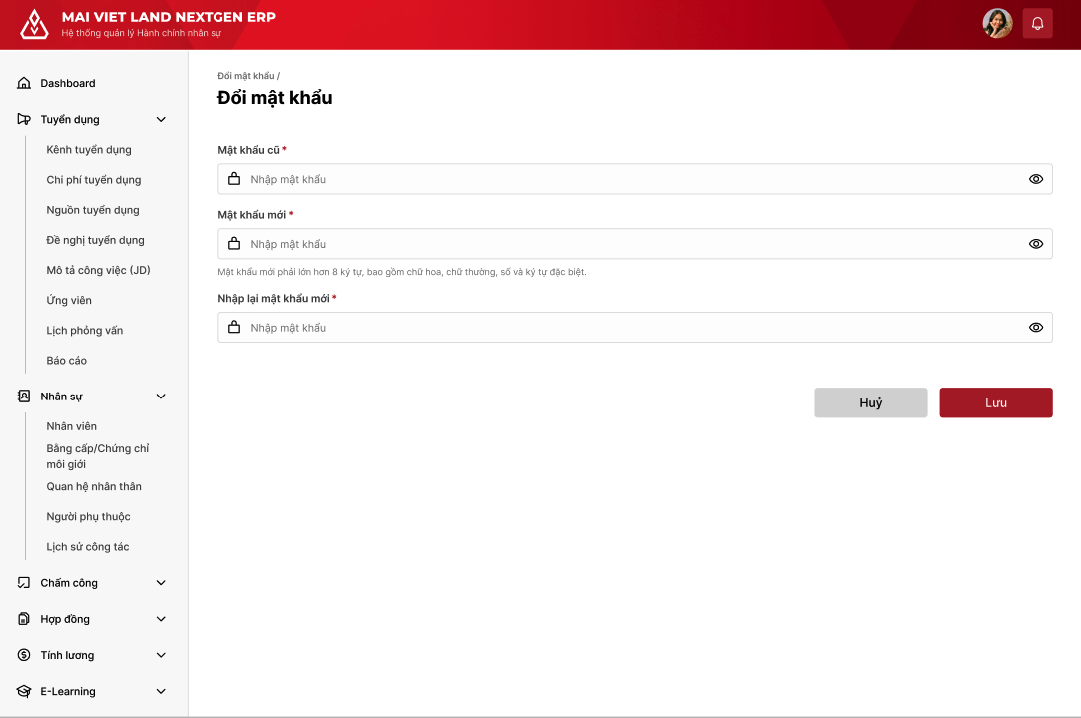 MAI VIET LAND NEXTGEN ERP
Hệ thống quản lý Hành chính nhân sự
Dashboard
Tuyển dụng
Kênh tuyển dụng
Chi phí tuyển dụng
Nguồn tuyển dụng
Đề nghị tuyển dụng
Mô tả công việc (JD)
Ứng viên
Lịch phỏng vấn
Báo cáo
Nhân sự
Nhân viên
Bằng cấp/Chứng chỉ
môi giới
Quan hệ nhân thân
Người phụ thuộc
Lịch sử công tác
Chấm công
Hợp đồng
Tính lương
E-Learning
Đổi mật khẩu /
Đổi mật khẩu
Mật khẩu cũ *
Nhập mật khẩu
Mật khẩu mới *
Nhập mật khẩu
Mật khẩu mới phải lớn hơn 8 ký tự, bao gồm chữ hoa, chữ thường, số và ký tự đặc biệt.
Nhập lại mật khẩu mới *
Nhập mật khẩu
Huỷ
Lưu